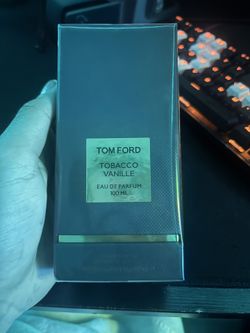 TOM FORD
TOBACCO
VANILLE
EAU DE PARFUM
100 ML